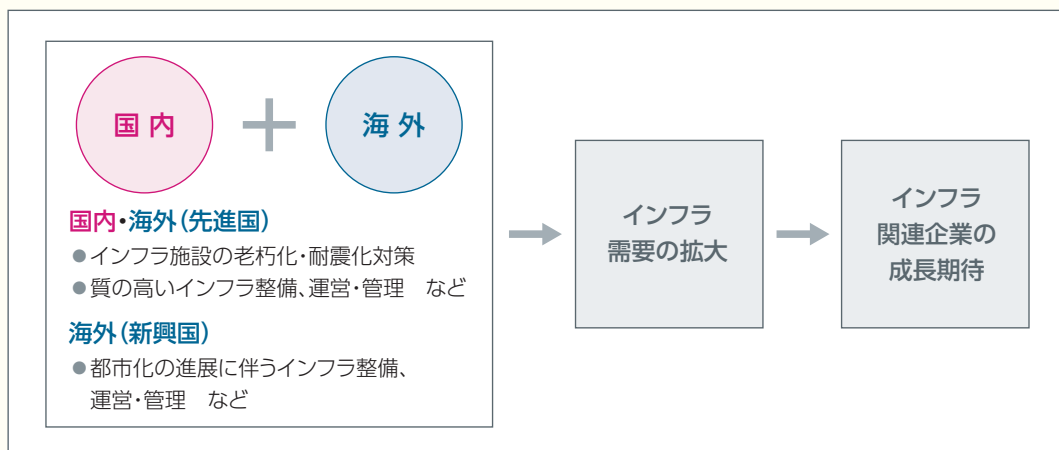 国内
海外
国内・海外(先進国)
●インフラ施設の老朽化・耐震化対策
●質の高いインフラ整備、運営・管理　など
海外(新興国)
●都市化の進展に伴うインフラ整備、
運営・管理　など
インフラ
需要の拡大
インフラ
関連企業の
成長期待